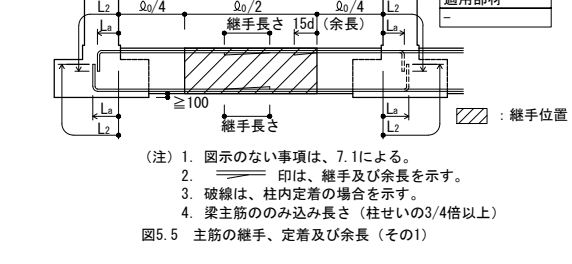 適用部材
L2 ℓ0/4 ℓ0/2 ℓ0/4 L2
–
La 継手長さ 15d (余長) La
≧100
La 継手長さ La
L2 L2
：継手位置
（注）1. 図示のない事項は、7.1による。
2. 印は、継手及び余長を示す。
3. 破線は、柱内定着の場合を示す。
4. 梁主筋ののみ込み長さ（柱せいの3/4倍以上）
図5.5 主筋の継手、定着及び余長（その1）